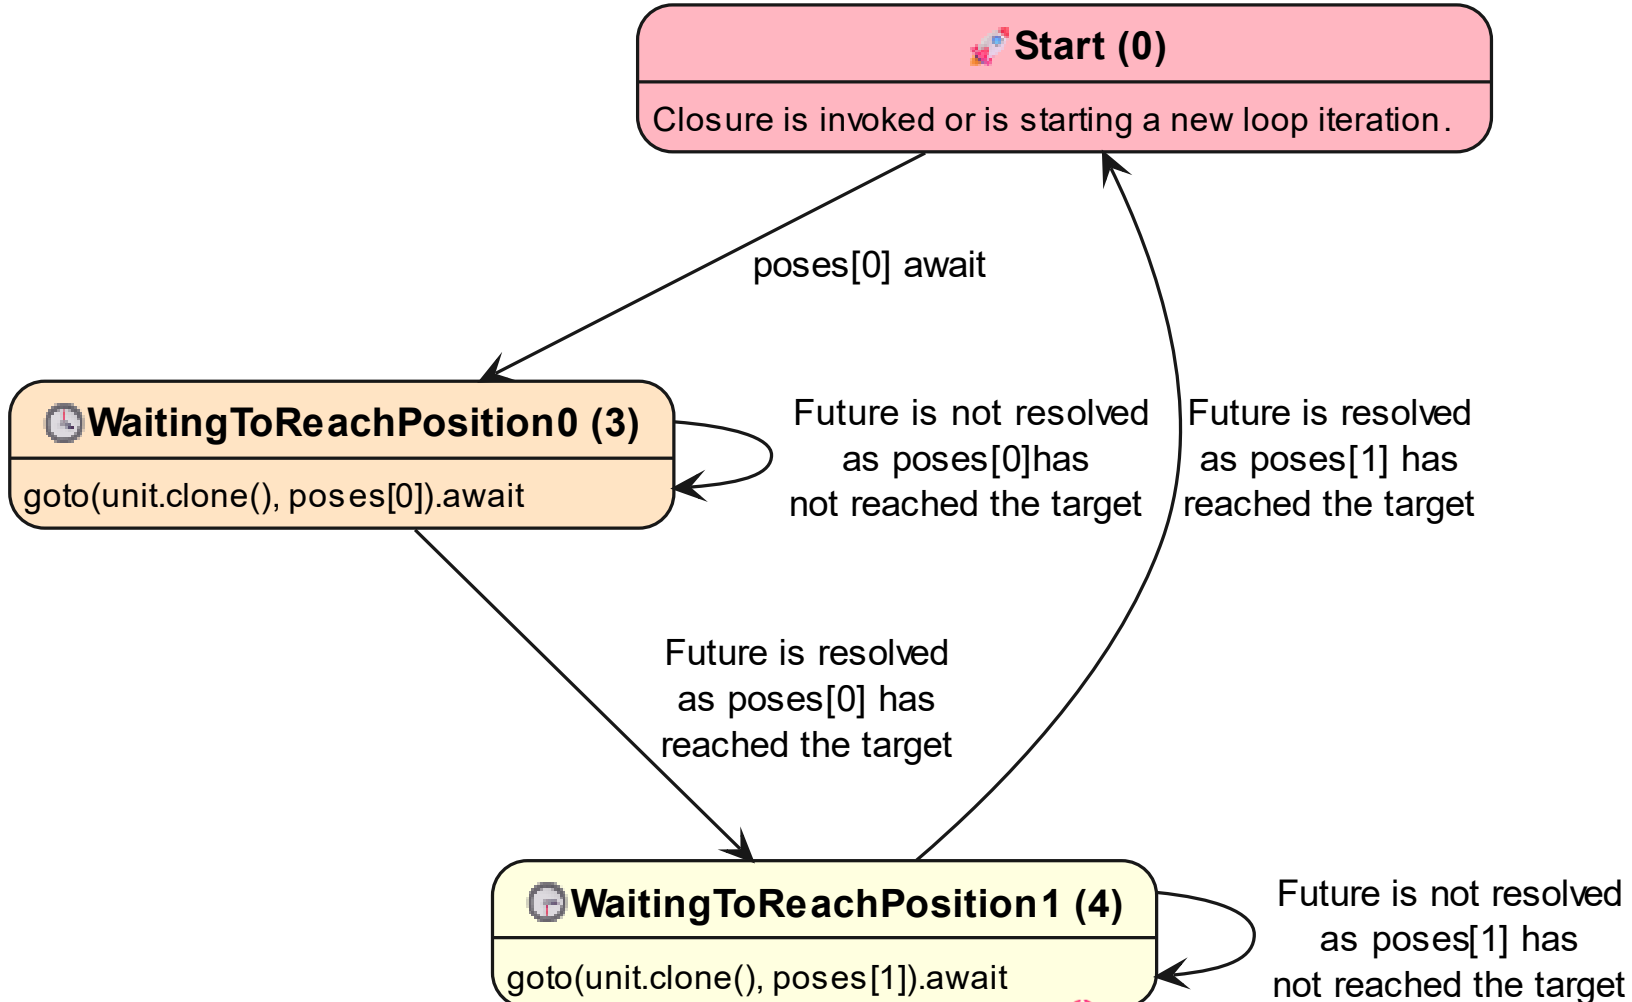 Start (0)
Closure is invoked or is starting a new loop iteration.
poses[0] await
WaitingToReachPosition0 (3)
goto(unit.clone(), poses[0]).await
Future is not resolved
as poses[0]has
not reached the target
Future is resolved
as poses[1] has
reached the target
Future is resolved
as poses[0] has
reached the target
WaitingToReachPosition1 (4)
goto(unit.clone(), poses[1]).await
Future is not resolved
as poses[1] has
not reached the target